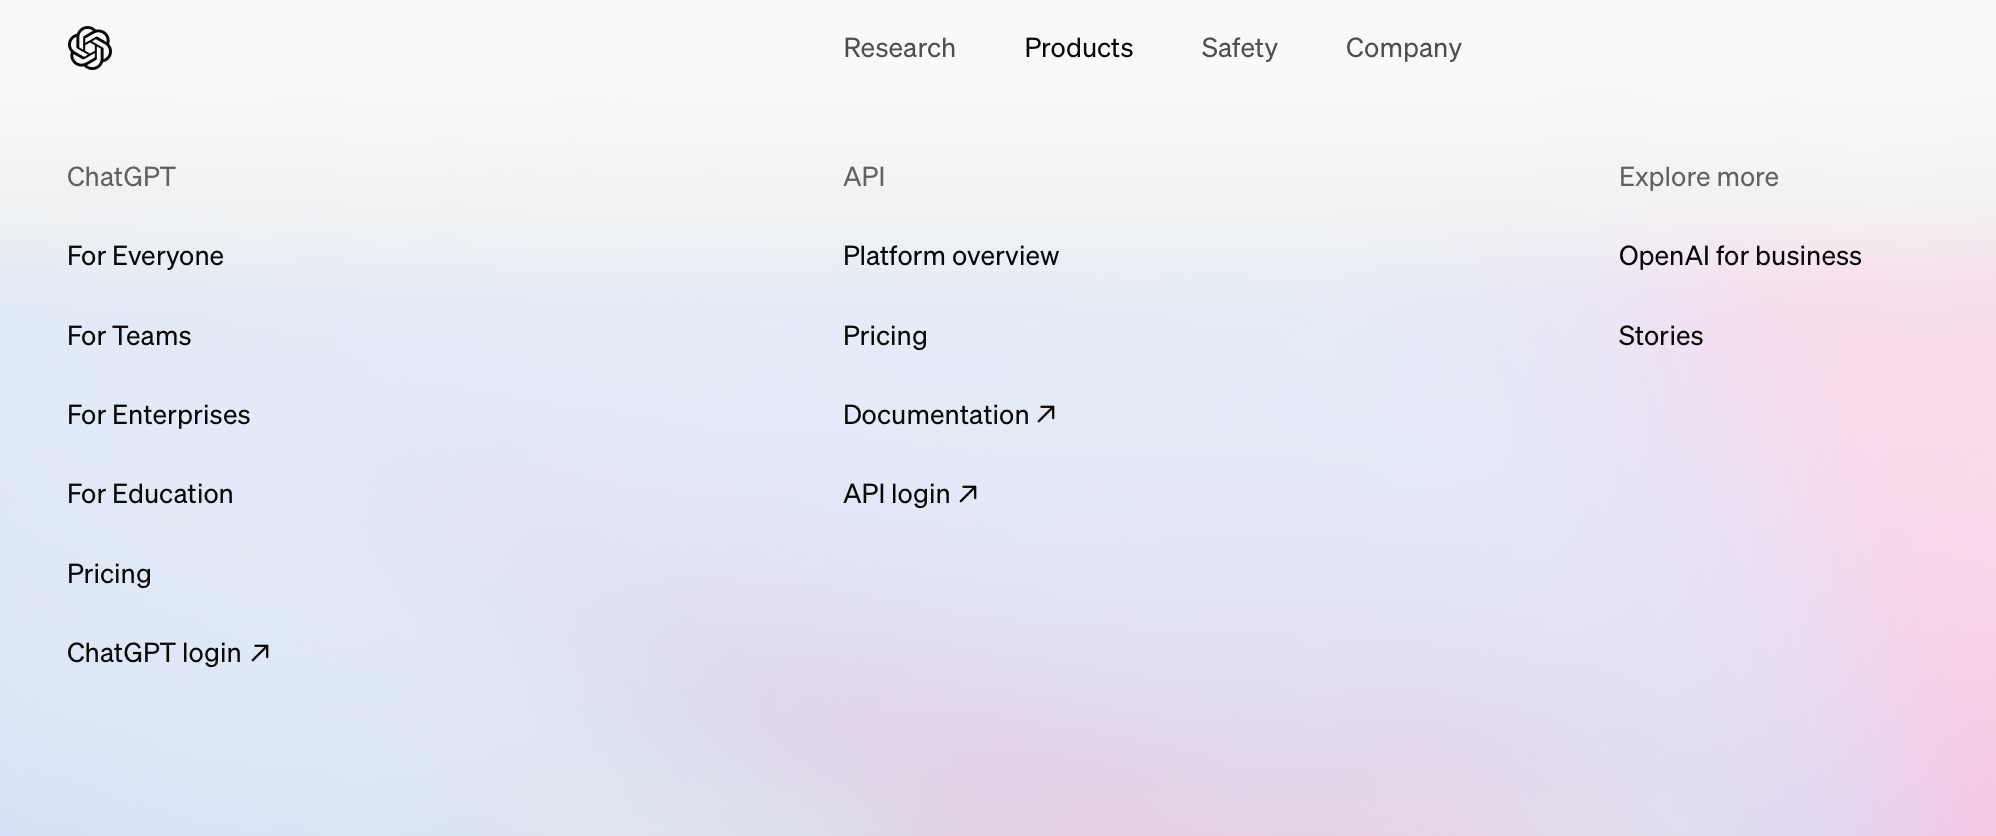 Research
Products
Safety
Company
ChatGPT
For Everyone
For Teams
For Enterprises
For Education
Pricing
ChatGPT login ↗
API
Platform overview
Pricing
Documentation ↗
API login ↗
Explore more
OpenAI for business
Stories